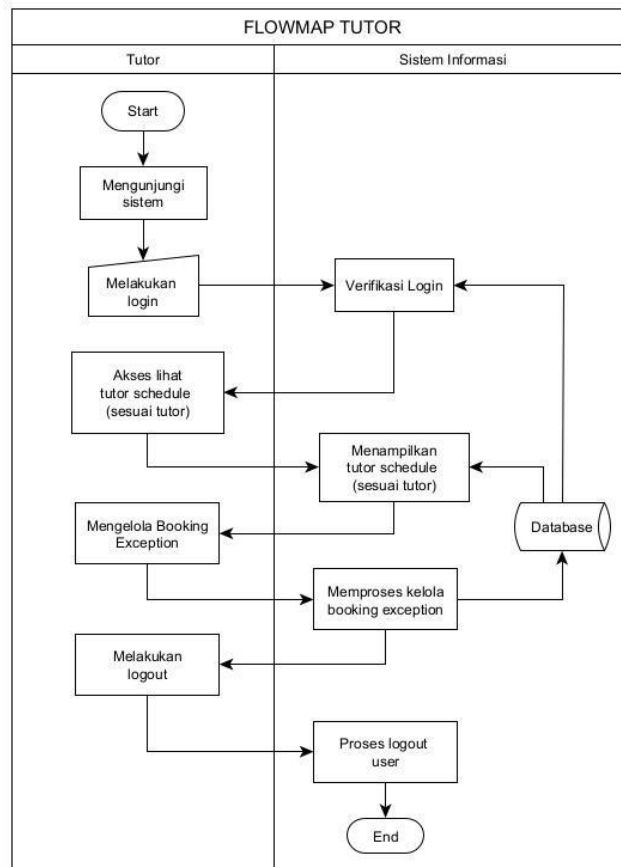 FLOWMAP TUTOR
Tutor
Sistem Informasi
Start
Mengunjungi
sistem
Melakukan
login
Verifikasi Login
Akses lihat
tutor schedule
(sesuai tutor)
Menampilkan
tutor schedule
(sesuai tutor)
Mengelola Booking
Exception
Database
Memproses kelola
booking exception
Melakukan
logout
Proses logout
user
End